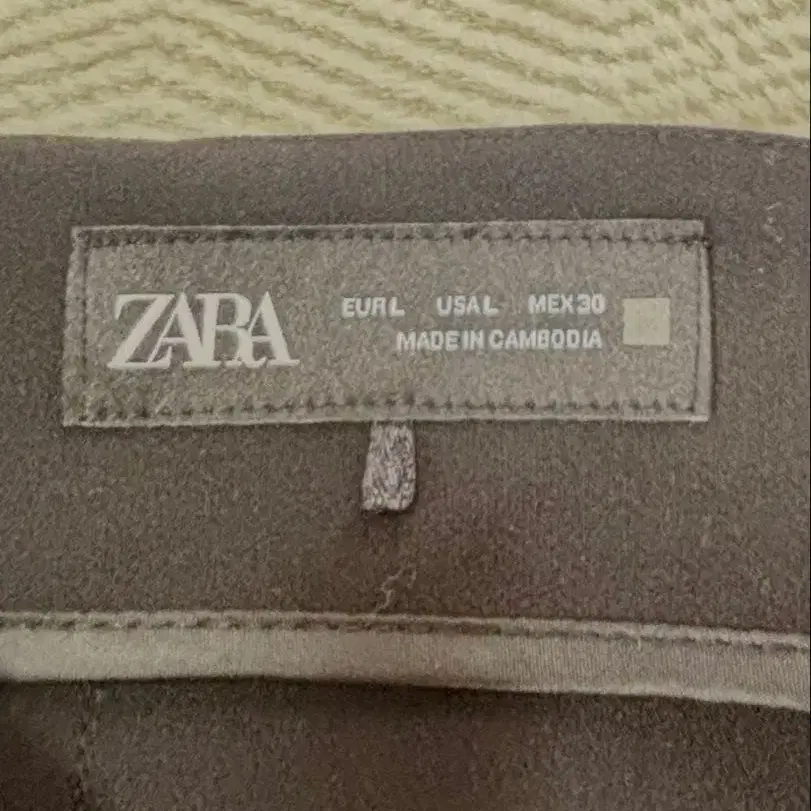 ZARA
EUR L USA L MEX 30
MADE IN CAMBODIA